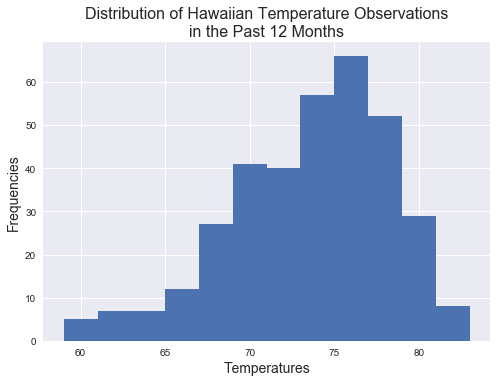 Distribution of Hawaiian Temperature Observations
in the Past 12 Months
60
50
40
30
20
10
0
Frequencies
60 65 70 75 80
Temperatures